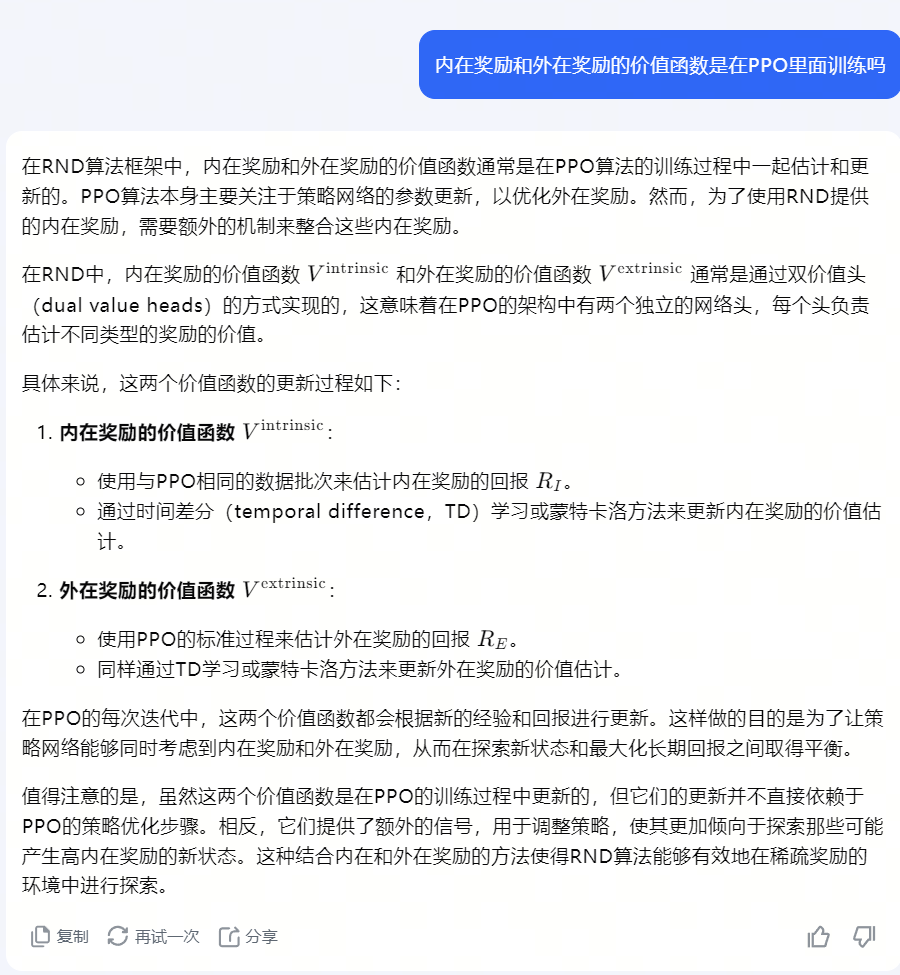 内在奖励和外在奖励的价值函数是在PPO里面训练吗
在RND算法框架中，内在奖励和外在奖励的价值函数通常是在PPO算法的训练过程中一起估计和更
新的。PPO算法本身主要关注于策略网络的参数更新，以优化外在奖励。然而，为了使用RND提供
的内在奖励，需要额外的机制来整合这些内在奖励。
在RND中，内在奖励的价值函数 V^intrinsic 和外在奖励的价值函数 V^extrinsic 通常是通过双价值头
（dual value heads）的方式实现的，这意味着在PPO的架构中有两个独立的网络头，每个头负责
估计不同类型的奖励的价值。
具体来说，这两个价值函数的更新过程如下：
1. 内在奖励的价值函数 V^intrinsic：
○ 使用与PPO相同的数据批次来估计内在奖励的回报 R_I。
○ 通过时间差分（temporal difference，TD）学习或蒙特卡洛方法来更新内在奖励的价值估
计。
2. 外在奖励的价值函数 V^extrinsic：
○ 使用PPO的标准过程来估计外在奖励的回报 R_E。
○ 同样通过TD学习或蒙特卡洛方法来更新外在奖励的价值估计。
在PPO的每次迭代中，这两个价值函数都会根据新的经验和回报进行更新。这样做的目的是为了让策
略网络能够同时考虑到内在奖励和外在奖励，从而在探索新状态和最大化长期回报之间取得平衡。
值得注意的是，虽然这两个价值函数是在PPO的训练过程中更新的，但它们的更新并不直接依赖于
PPO的策略优化步骤。相反，它们提供了额外的信号，用于调整策略，使其更加倾向于探索那些可能
产生高内在奖励的新状态。这种结合内在和外在奖励的方法使得RND算法能够有效地在稀疏奖励的
环境中进行探索。
复制 再试一次 分享